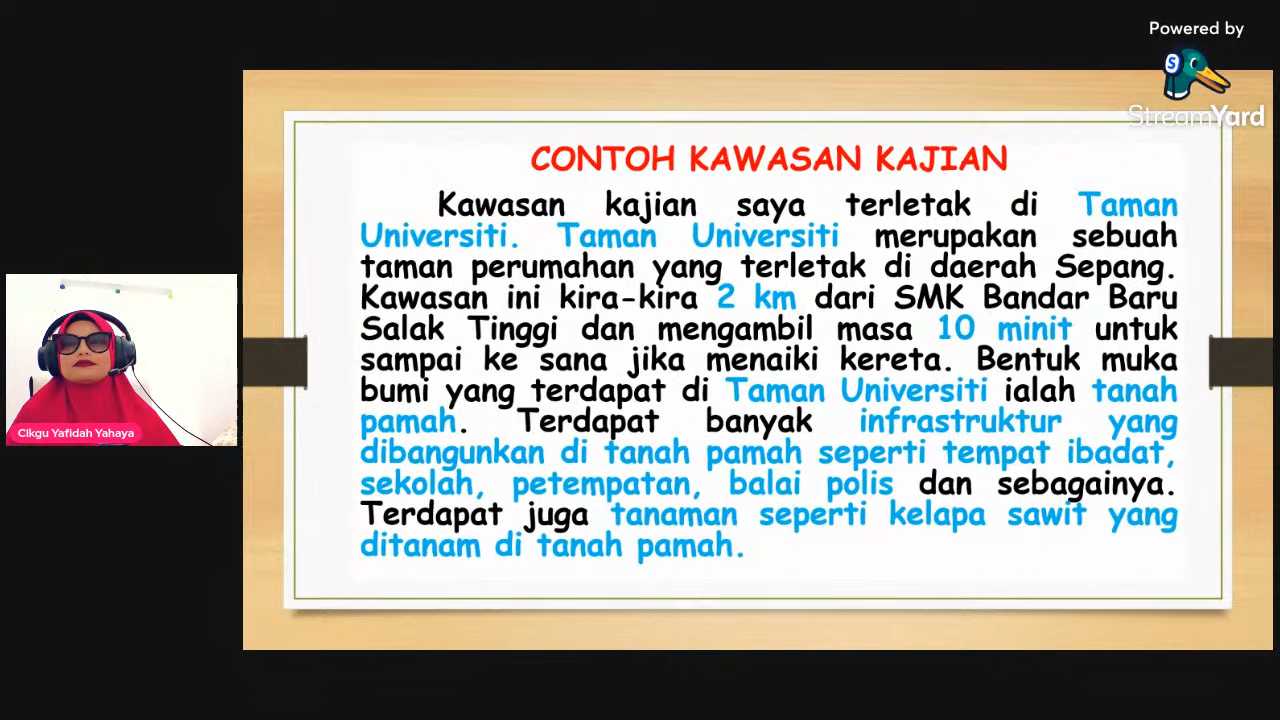 Powered by
StreamYard
CONTOH KAWASAN KAJIAN
Kawasan kajian saya terletak di Taman
Universiti. Taman Universiti merupakan sebuah
taman perumahan yang terletak di daerah Sepang.
Kawasan ini kira-kira 2 km dari SMK Bandar Baru
Salak Tinggi dan mengambil masa 10 minit untuk
sampai ke sana jika menaiki kereta. Bentuk muka
bumi yang terdapat di Taman Universiti ialah tanah
pamah. Terdapat banyak infrastruktur yang
dibangunkan di tanah pamah seperti tempat ibadat,
sekolah, petempatan, balai polis dan sebagainya.
Terdapat juga tanaman seperti kelapa sawit yang
ditanam di tanah pamah.
Cikgu Yafidah Yahaya